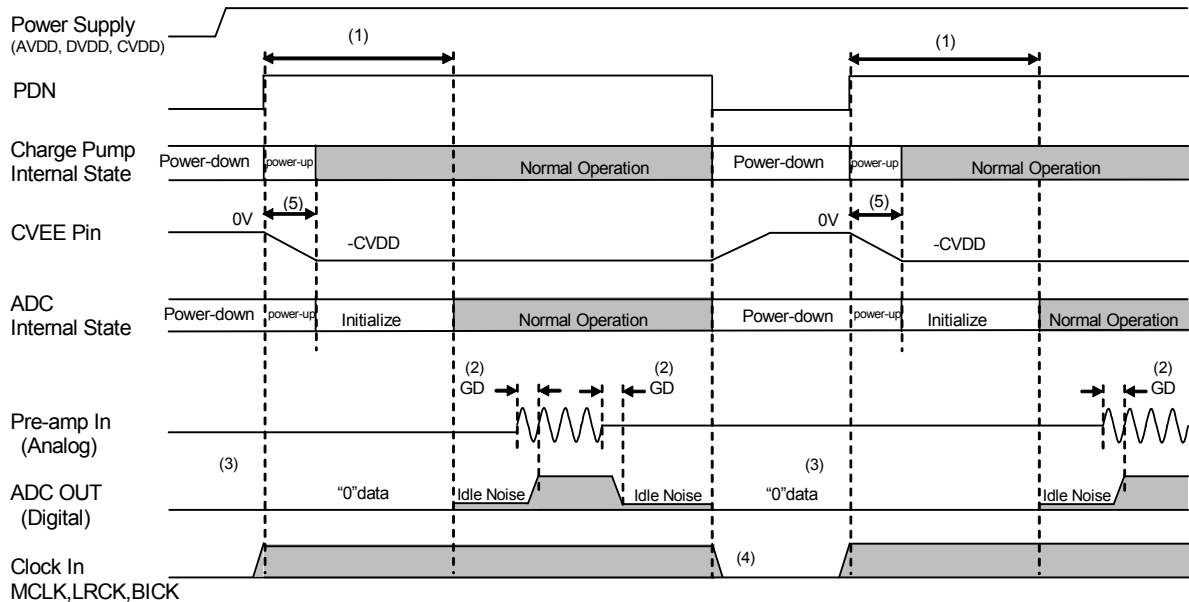 Power Supply
(AVDD, DVDD, CVDD)
(1)
(1)
PDN
Charge Pump
Internal State
Power-down
power-up
Normal Operation
Power-down
power-up
Normal Operation
(5)
(5)
0V
0V
CVEE Pin
-CVDD
-CVDD
ADC
Internal State
Power-down
power-up
Initialize
Normal Operation
Power-down
power-up
Initialize
Normal Operation
(2)
GD
(2)
GD
(2)
GD
Pre-amp In
(Analog)
(3)
(3)
ADC OUT
(Digital)
“0”data
Idle Noise
Idle Noise
“0”data
Idle Noise
(4)
Clock In
MCLK,LRCK,BICK